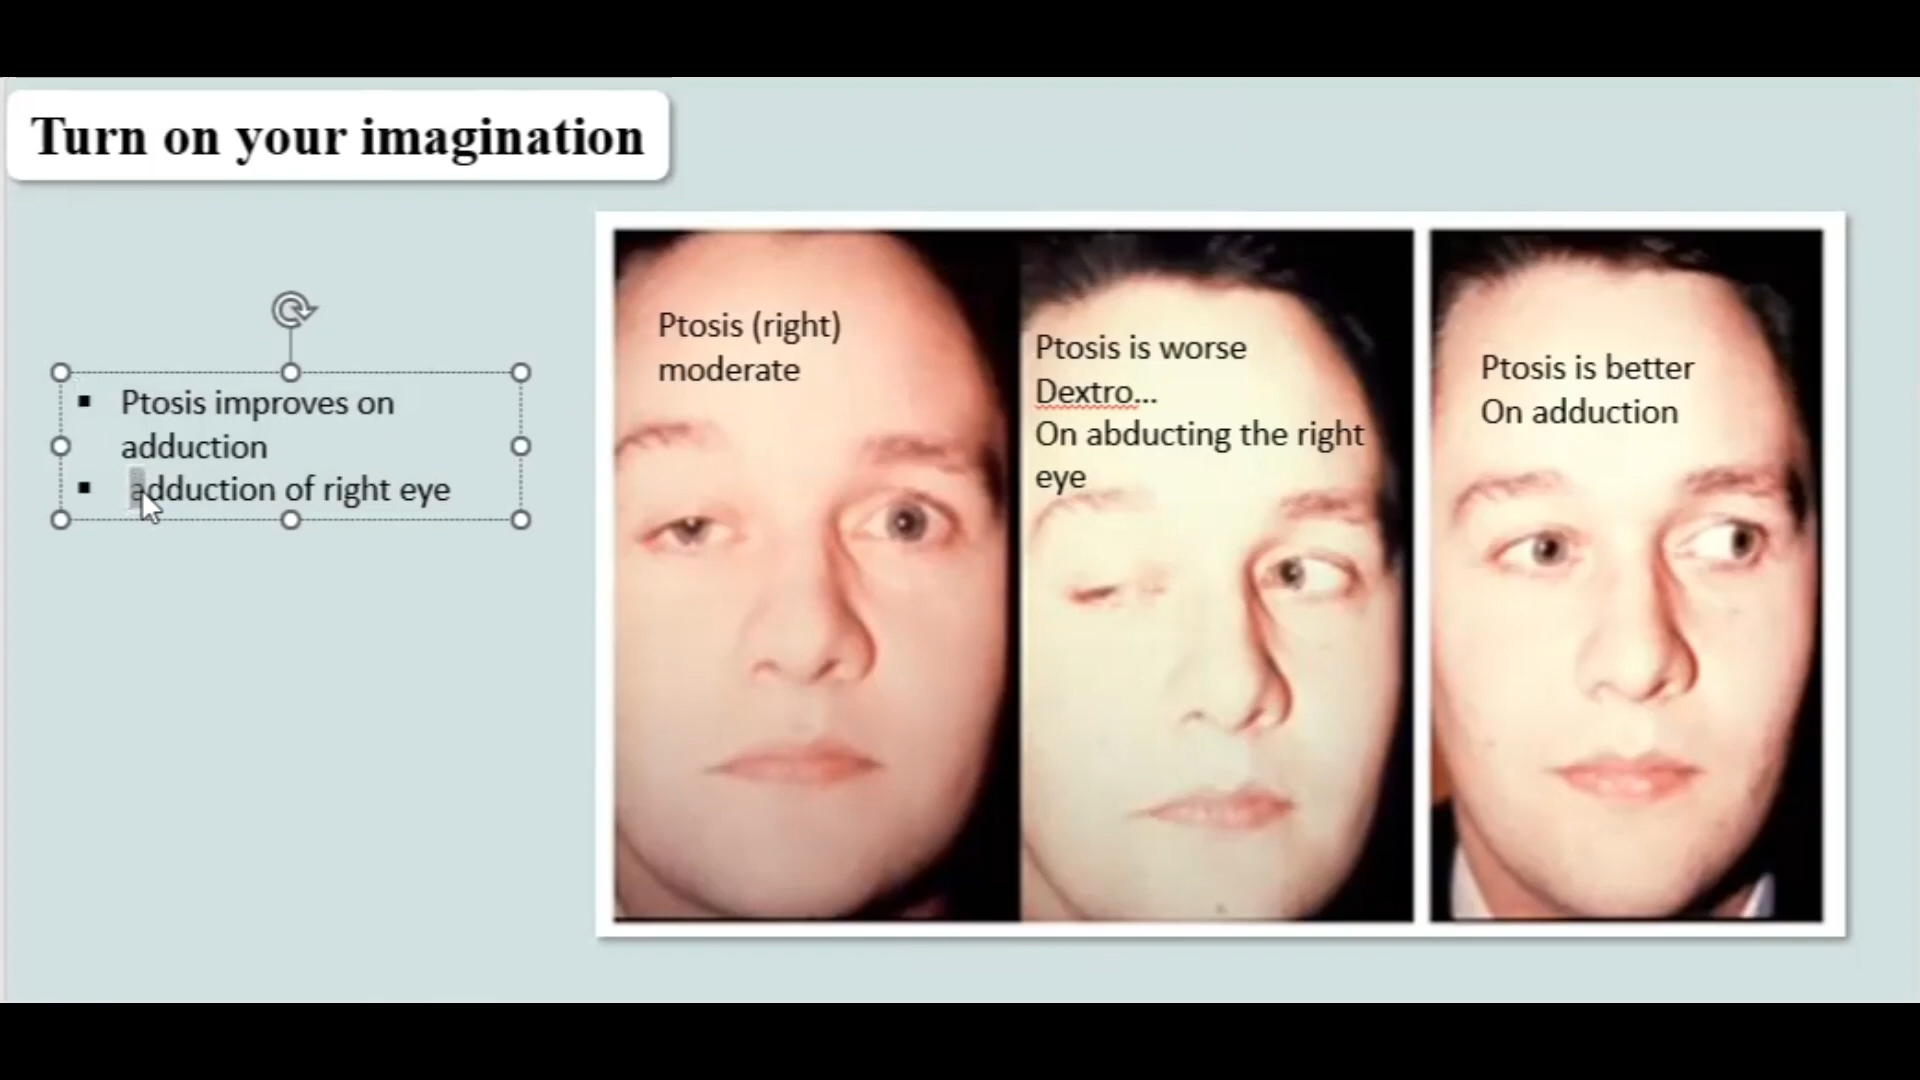 Turn on your imagination
Ptosis improves on
adduction
adduction of right eye
Ptosis (right)
moderate
Ptosis is worse
Dextro...
On abducting the right
eye
Ptosis is better
On adduction